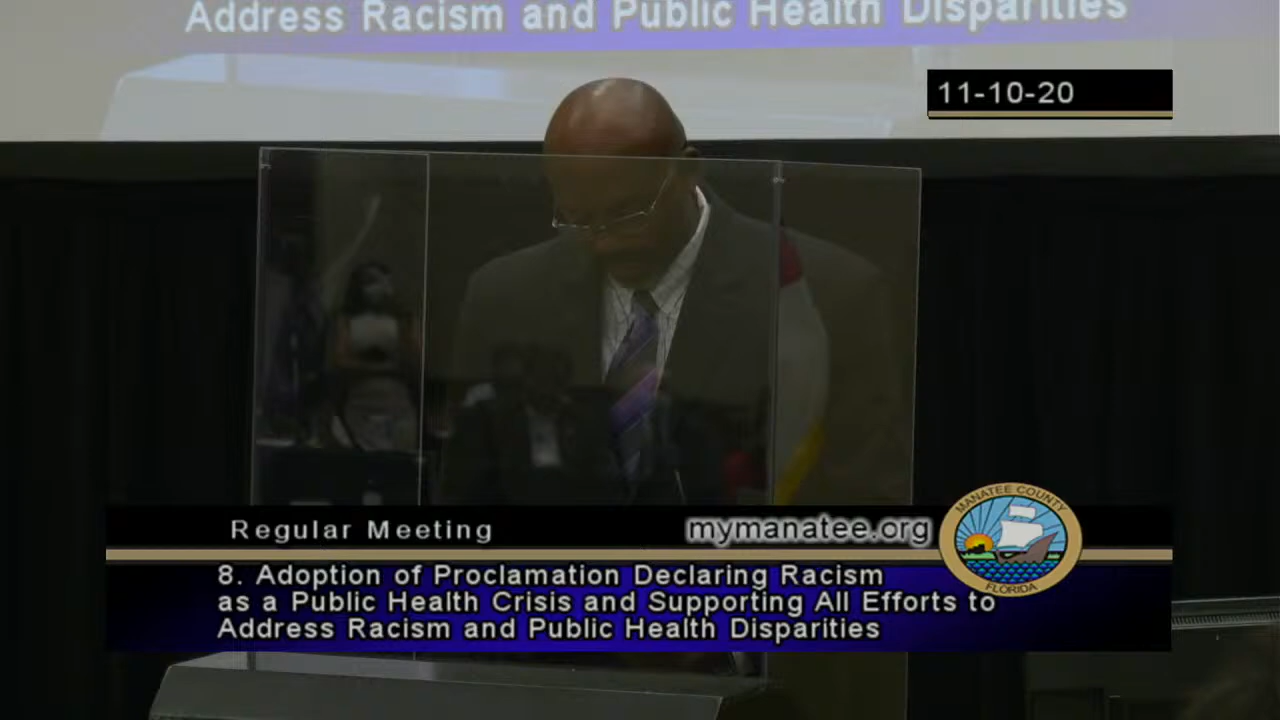 Address Racism and Public Health Disparities
11-10-20
Regular Meeting
mymanatee.org
MANATEE COUNTY
FLORIDA
8. Adoption of Proclamation Declaring Racism
as a Public Health Crisis and Supporting All Efforts to
Address Racism and Public Health Disparities